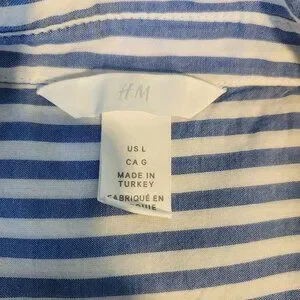 H&M
US L
CA G
MADE IN
TURKEY
FABRIQUÉ EN